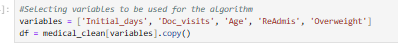 ]: #Selecting variables to be used for the algorithm
variables = ['Initial_days', 'Doc_visits', 'Age', 'ReAdmis', 'Overweight']
df = medical_clean[variables].copy()